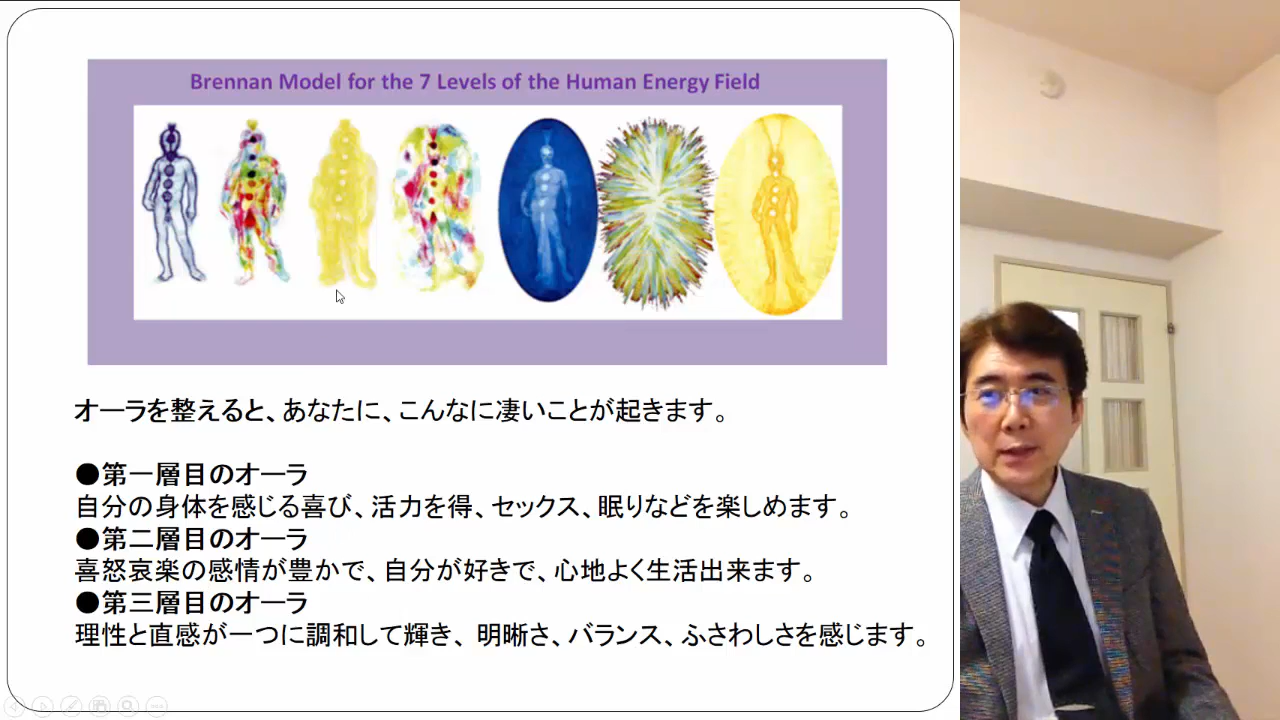 Brennan Model for the 7 Levels of the Human Energy Field
オーラを整えると、あなたに、こんなに凄いことが起きます。
●第一層目のオーラ
自分の身体を感じる喜び、活力を得、セックス、眠りなどを楽しめます。
●第二層目のオーラ
喜怒哀楽の感情が豊かで、自分が好きで、心地よく生活出来ます。
●第三層目のオーラ
理性と直感が一つに調和して輝き、明晰さ、バランス、ふさわしさを感じます。